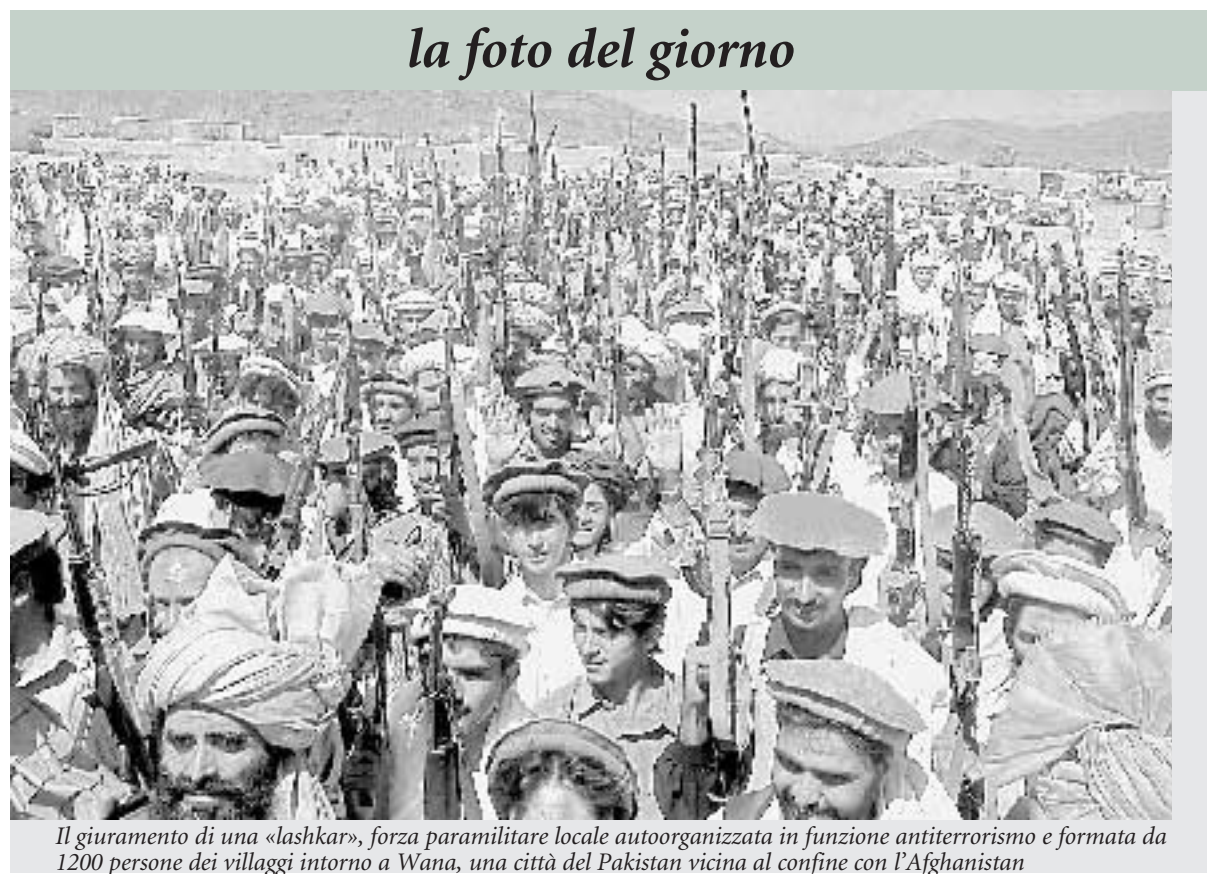 la foto del giorno
Il giuramento di una «lashkar», forza paramilitare locale autoorganizzata in funzione antiterrorismo e formata da
1200 persone dei villaggi intorno a Wana, una città del Pakistan vicina al confine con l'Afghanistan